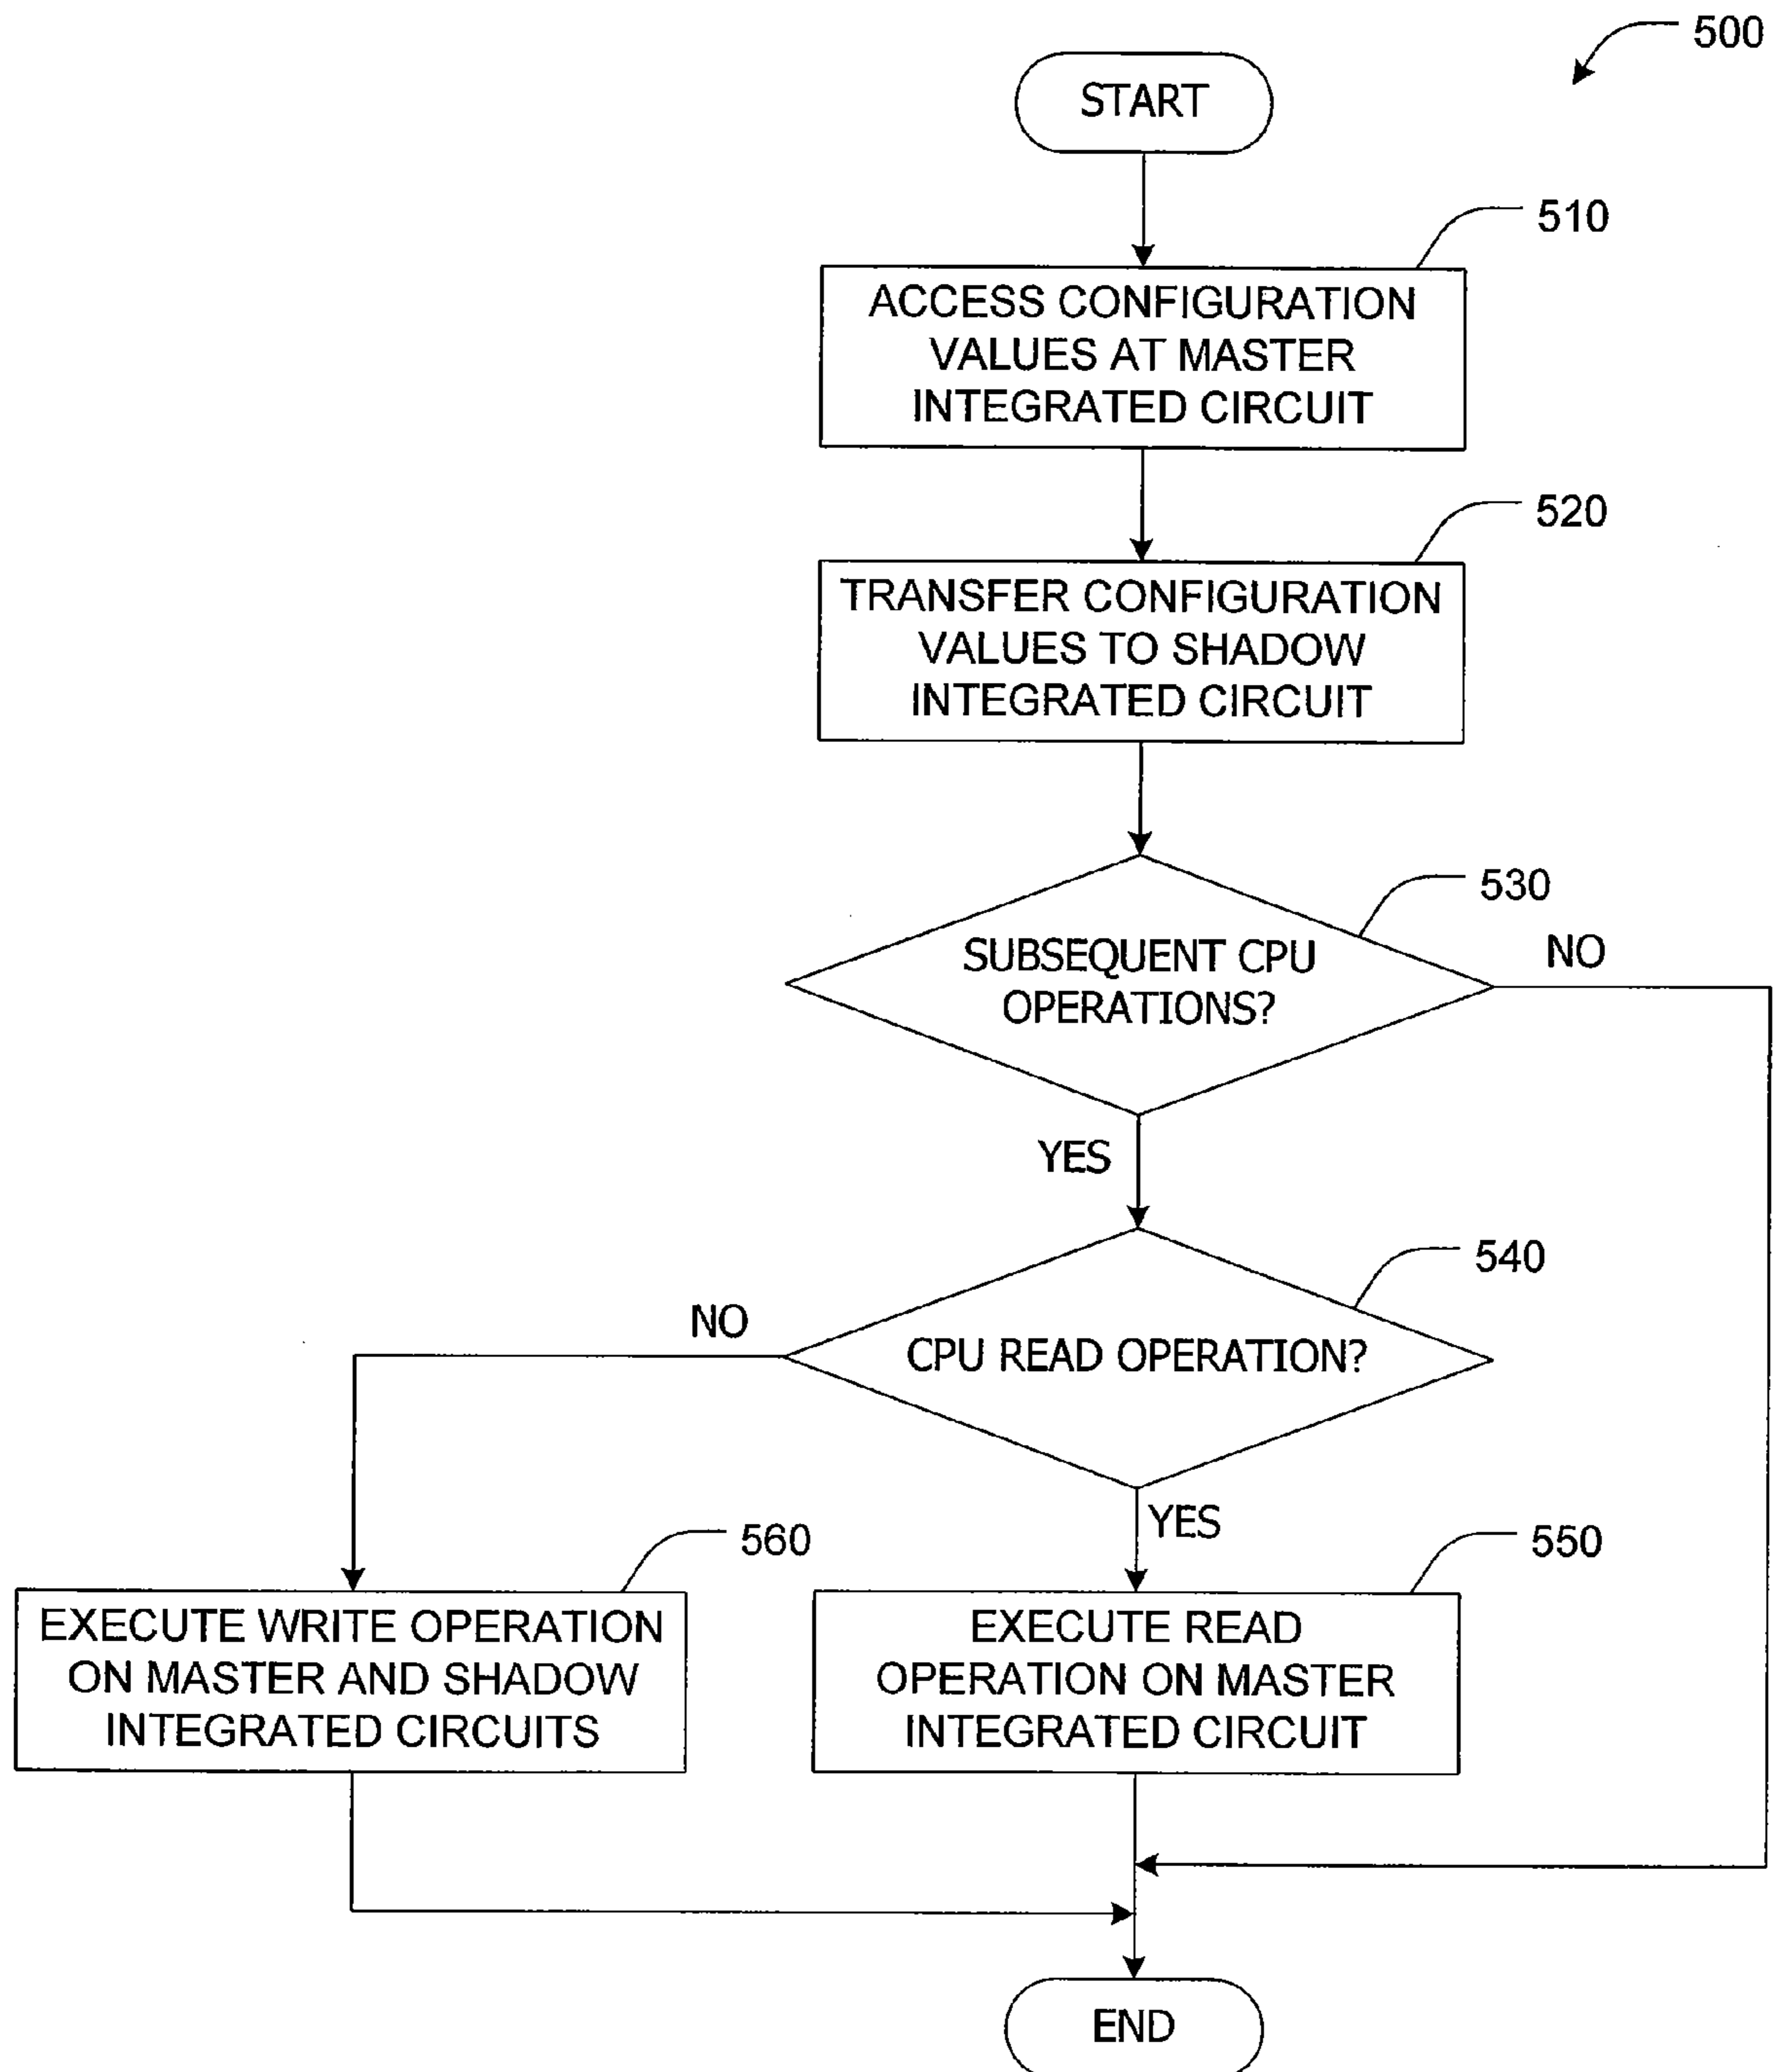 500
START
510
ACCESS CONFIGURATION
VALUES AT MASTER
INTEGRATED CIRCUIT
520
TRANSFER CONFIGURATION
VALUES TO SHADOW
INTEGRATED CIRCUIT
530
SUBSEQUENT CPU
OPERATIONS?
NO
YES
540
NO
CPU READ OPERATION?
YES
560
550
EXECUTE WRITE OPERATION
ON MASTER AND SHADOW
INTEGRATED CIRCUITS
EXECUTE READ
OPERATION ON MASTER
INTEGRATED CIRCUIT
END